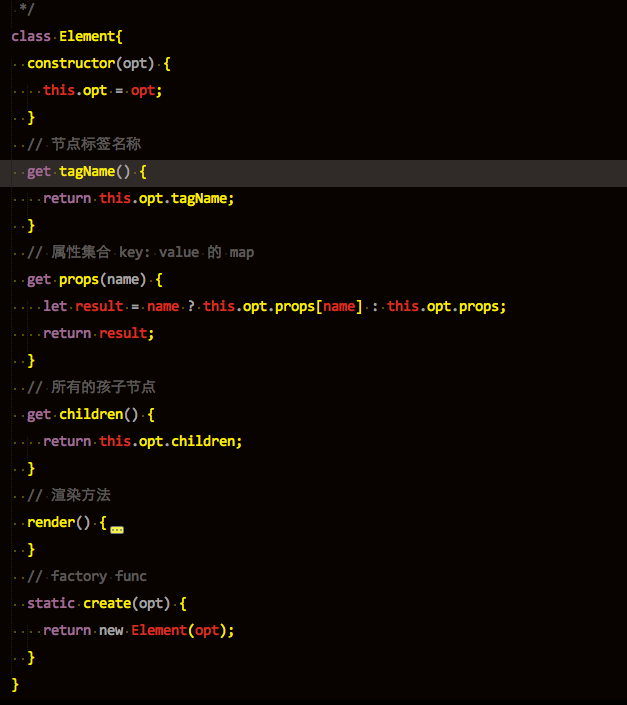 */
class Element{
  constructor(opt) {
    this.opt = opt;
  }
  // 节点标签名称
  get tagName() {
    return this.opt.tagName;
  }
  // 属性集合 key: value 的 map
  get props(name) {
    let result = name ? this.opt.props[name] : this.opt.props;
    return result;
  }
  // 所有的孩子节点
  get children() {
    return this.opt.children;
  }
  // 渲染方法
  render() {…
  }
  // factory func
  static create(opt) {
    return new Element(opt);
  }
}